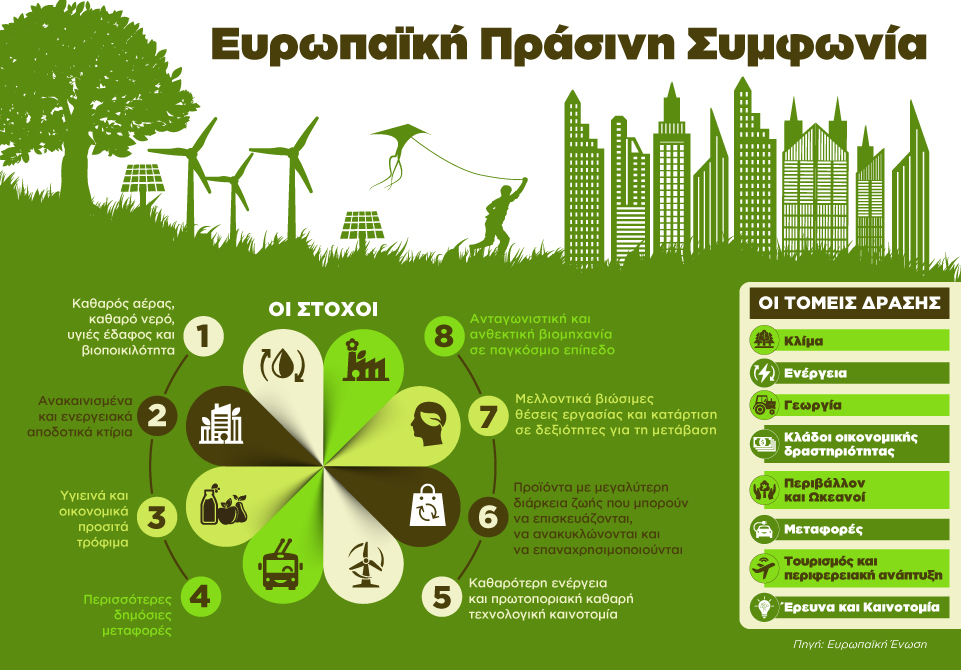 Ευρωπαϊκή Πράσινη Συμφωνία
ΟΙ ΣΤΟΧΟΙ
1
Καθαρός αέρας,
καθαρό νερό,
υγιές έδαφος και
βιοποικιλότητα
2
Ανακαινισμένα
και ενεργειακά
αποδοτικά κτίρια
3
Υγιεινά και
οικονομικά
προσιτά
τρόφιμα
4
Περισσότερες
δημόσιες
μεταφορές
5
Καθαρότερη ενέργεια
και πρωτοποριακή καθαρή
τεχνολογική καινοτομία
6
Προϊόντα με μεγαλύτερη
διάρκεια ζωής που μπορούν
να επισκευάζονται,
να ανακυκλώνονται και
να επαναχρησιμοποιούνται
7
Μελλοντικά βιώσιμες
θέσεις εργασίας και κατάρτιση
σε δεξιότητες για τη μετάβαση
8
Ανταγωνιστική και
ανθεκτική βιομηχανία
σε παγκόσμιο επίπεδο
ΟΙ ΤΟΜΕΙΣ ΔΡΑΣΗΣ
Κλίμα
Ενέργεια
Γεωργία
Κλάδοι οικονομικής
δραστηριότητας
Περιβάλλον
και Ωκεανοί
Μεταφορές
Τουρισμός και
περιφερειακή ανάπτυξη
Έρευνα και Καινοτομία
Πηγή: Ευρωπαϊκή Ένωση